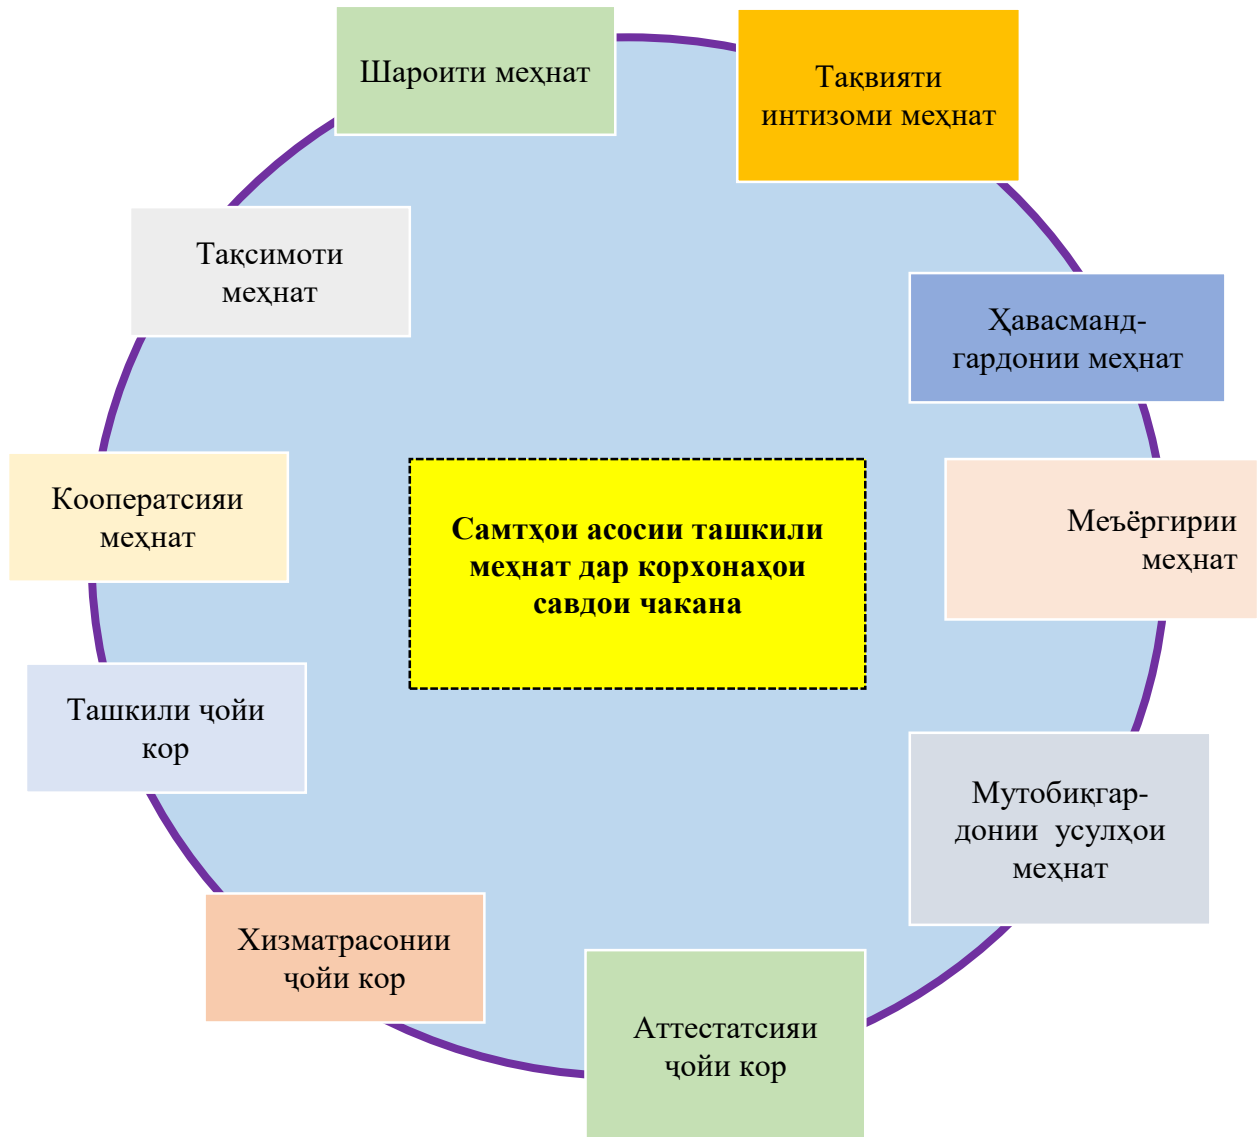 Шароити меҳнат
Тақвияти
интизоми меҳнат
Тақсимоти
меҳнат
Ҳавасманд-
гардонии меҳнат
Кооператсияи
меҳнат
Самтҳои асосии ташкили
меҳнат дар корхонаҳои
савдои чакана
Меъёргирии
меҳнат
Ташкили ҷойи
кор
Мутобиқгар-
донии  усулҳои
меҳнат
Хизматрасонии
ҷойи кор
Аттестатсияи
ҷойи кор